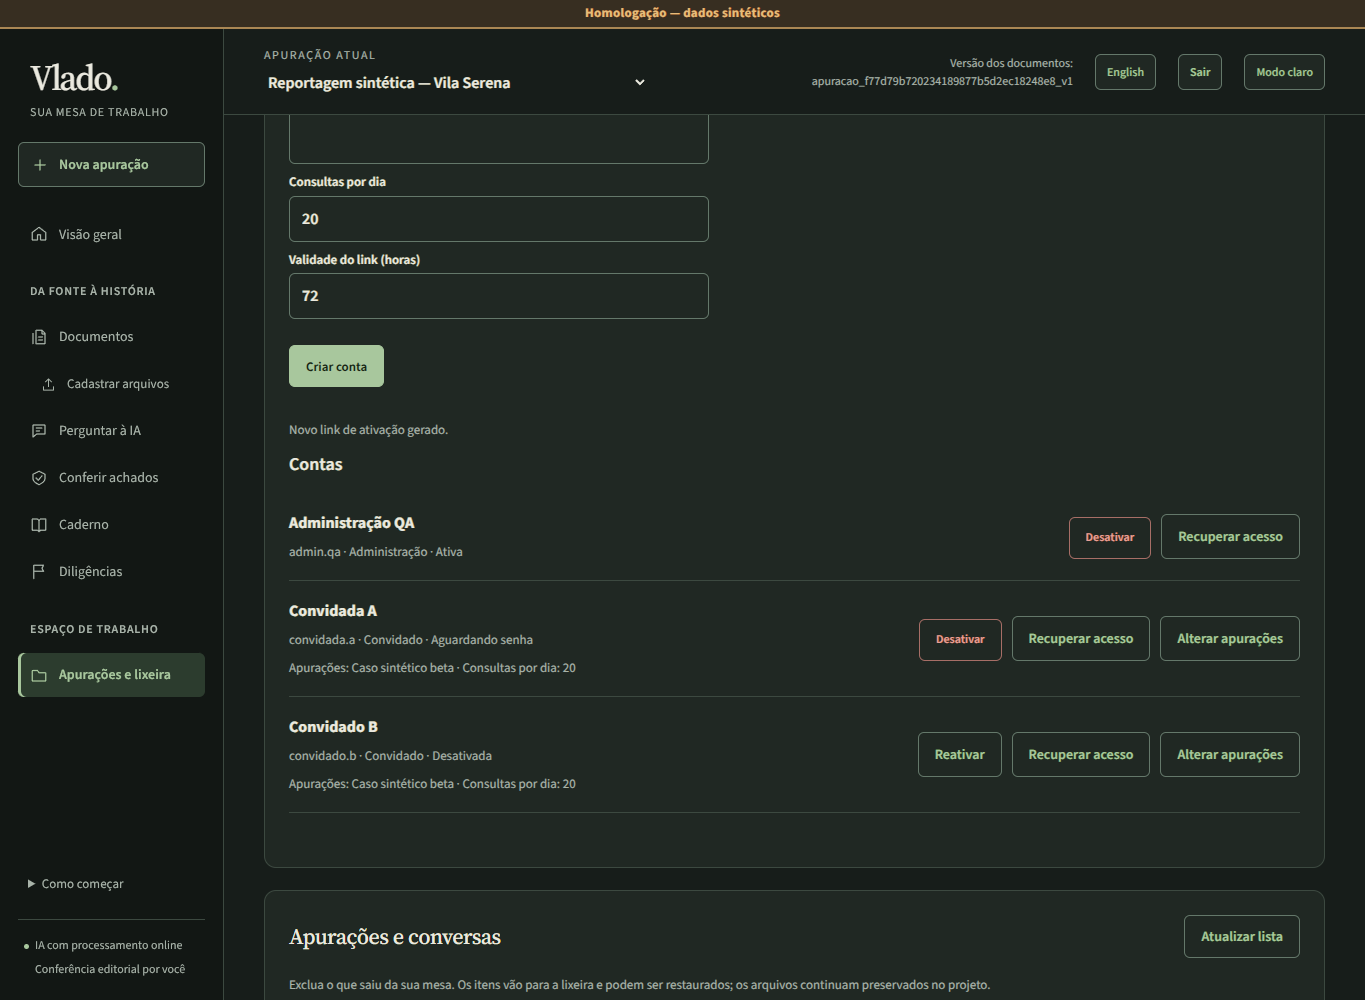 Homologação — dados sintéticos
Vlado.
SUA MESA DE TRABALHO
Nova apuração
Visão geral
DA FONTE À HISTÓRIA
Documentos
Cadastrar arquivos
Perguntar à IA
Conferir achados
Caderno
Diligências
ESPAÇO DE TRABALHO
Apurações e lixeira
Como começar
IA com processamento online
Conferência editorial por você
APURAÇÃO ATUAL
Reportagem sintética — Vila Serena
Versão dos documentos:
apuracao_f77d79b720234189877b5d2ec18248e8_v1
English
Sair
Modo claro
Consultas por dia
20
Validade do link (horas)
72
Criar conta
Novo link de ativação gerado.
Contas
Administração QA
admin.qa · Administração · Ativa
Desativar
Recuperar acesso
Convidada A
convidada.a · Convidado · Aguardando senha
Apurações: Caso sintético beta · Consultas por dia: 20
Desativar
Recuperar acesso
Alterar apurações
Convidado B
convidado.b · Convidado · Desativada
Apurações: Caso sintético beta · Consultas por dia: 20
Reativar
Recuperar acesso
Alterar apurações
Apurações e conversas
Atualizar lista
Exclua o que saiu da sua mesa. Os itens vão para a lixeira e podem ser restaurados; os arquivos continuam preservados no projeto.